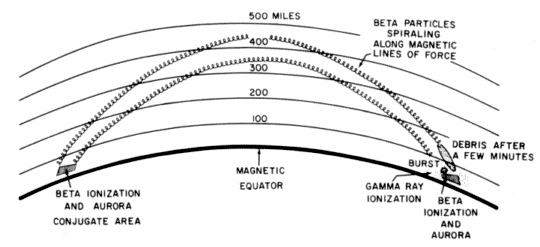 500 MILES
400
300
200
100
BETA PARTICLES
SPIRALING
ALONG MAGNETIC
LINES OF FORCE
DEBRIS AFTER
A FEW MINUTES
BURST
GAMMA RAY
IONIZATION
BETA
IONIZATION
AND
AURORA
MAGNETIC
EQUATOR
BETA IONIZATION
AND AURORA
CONJUGATE AREA